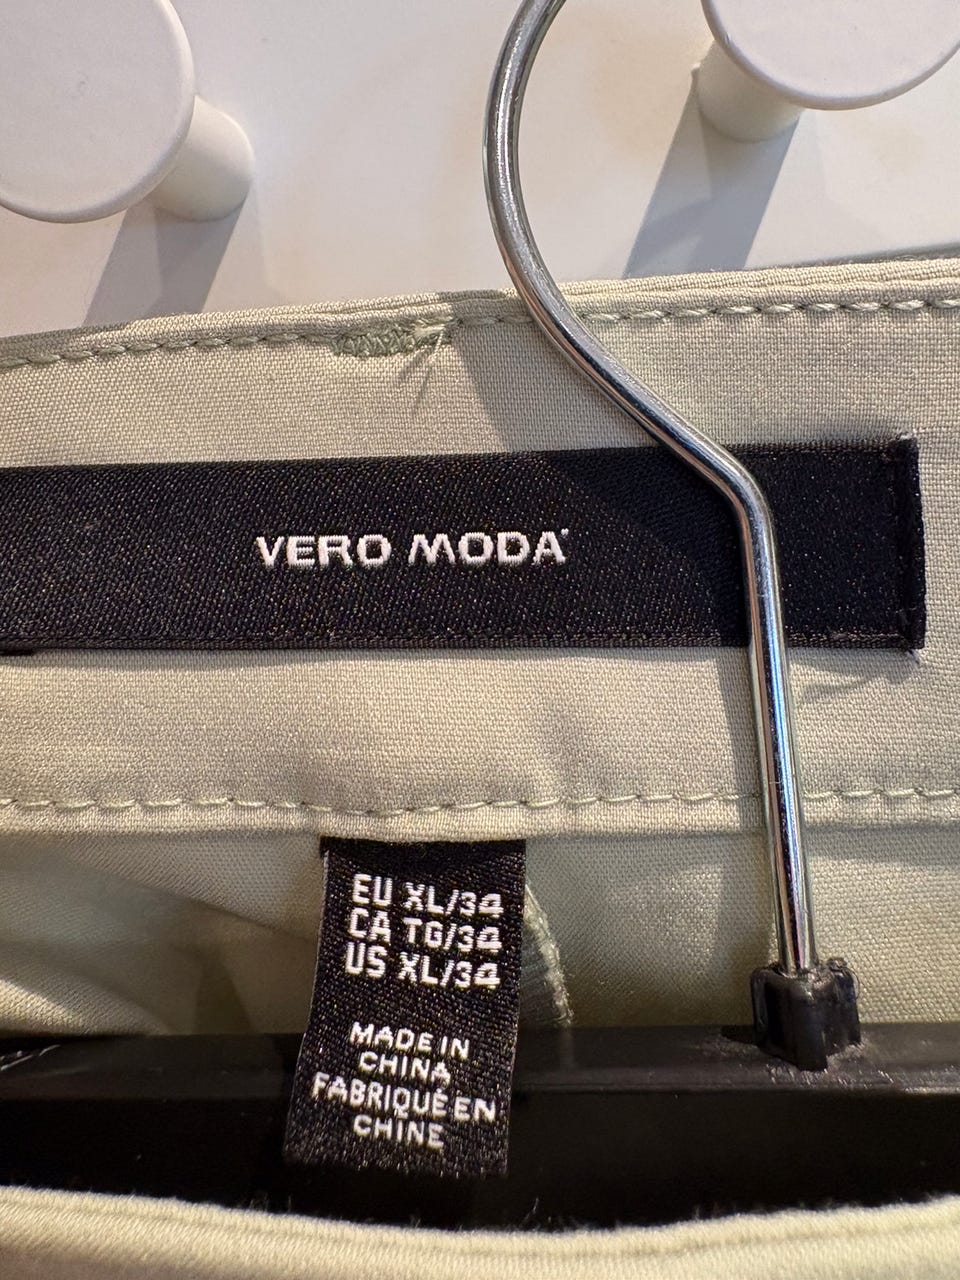 VERO MODA
EU XL/34
CA TG/34
US XL/34
MADE IN
CHINA
FABRIQUÉ EN
CHINE